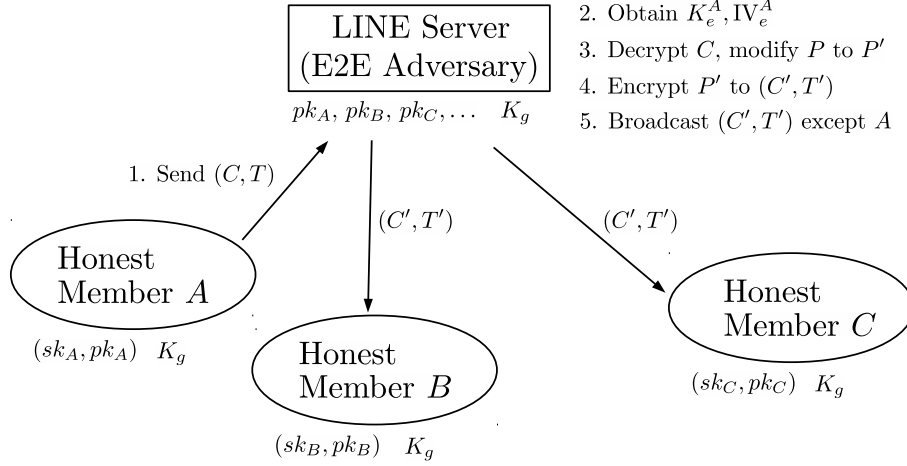 LINE Server
(E2E Adversary)
pk_A, pk_B, pk_C, … K_g
2. Obtain K_e^A, IV_e^A
3. Decrypt C, modify P to P′
4. Encrypt P′ to (C′, T′)
5. Broadcast (C′, T′) except A
1. Send (C, T)
(C′, T′)
(C′, T′)
Honest
Member A
(sk_A, pk_A) K_g
Honest
Member B
(sk_B, pk_B) K_g
Honest
Member C
(sk_C, pk_C) K_g